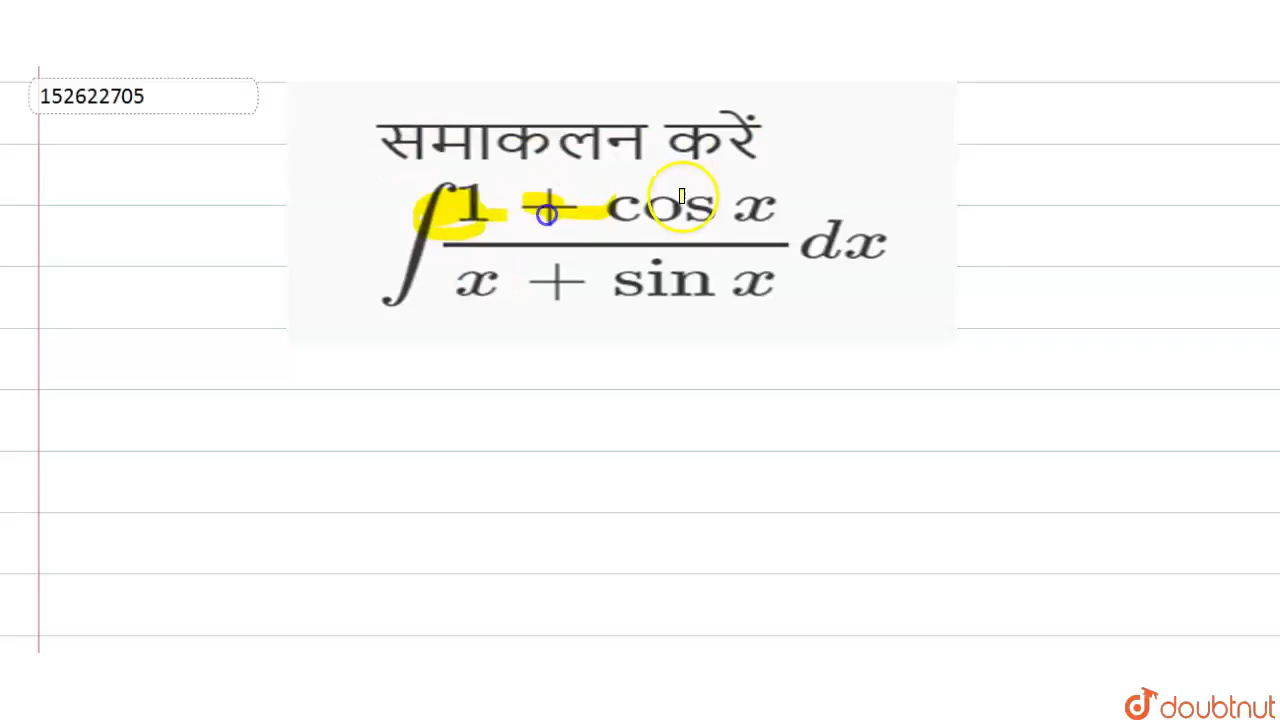 152622705
समाकलन करें
∫ (1 + cos x)/(x + sin x) dx
doubtnut